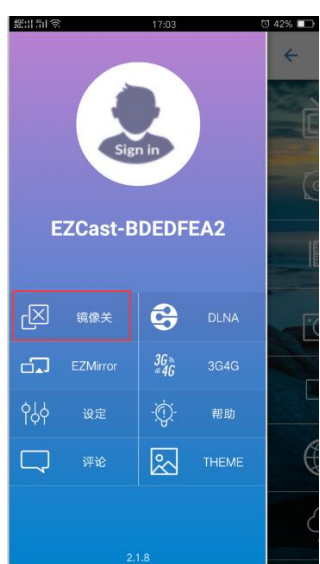 17:03
42%
Sign in
EZCast-BDEDFEA2
镜像关
DLNA
EZMirror
3G
4G
3G4G
设定
帮助
评论
THEME
2.1.8